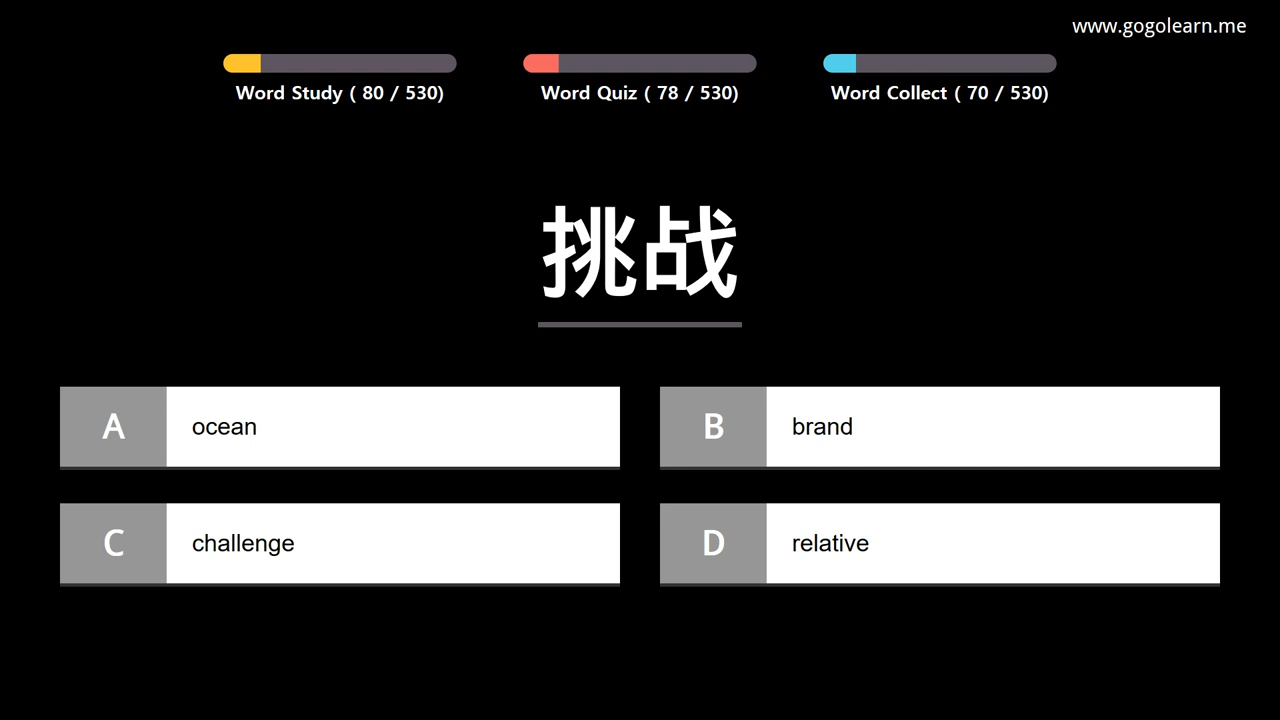 www.gogolearn.me
Word Study ( 80 / 530)
Word Quiz ( 78 / 530)
Word Collect ( 70 / 530)
挑战
A ocean
B brand
C challenge
D relative